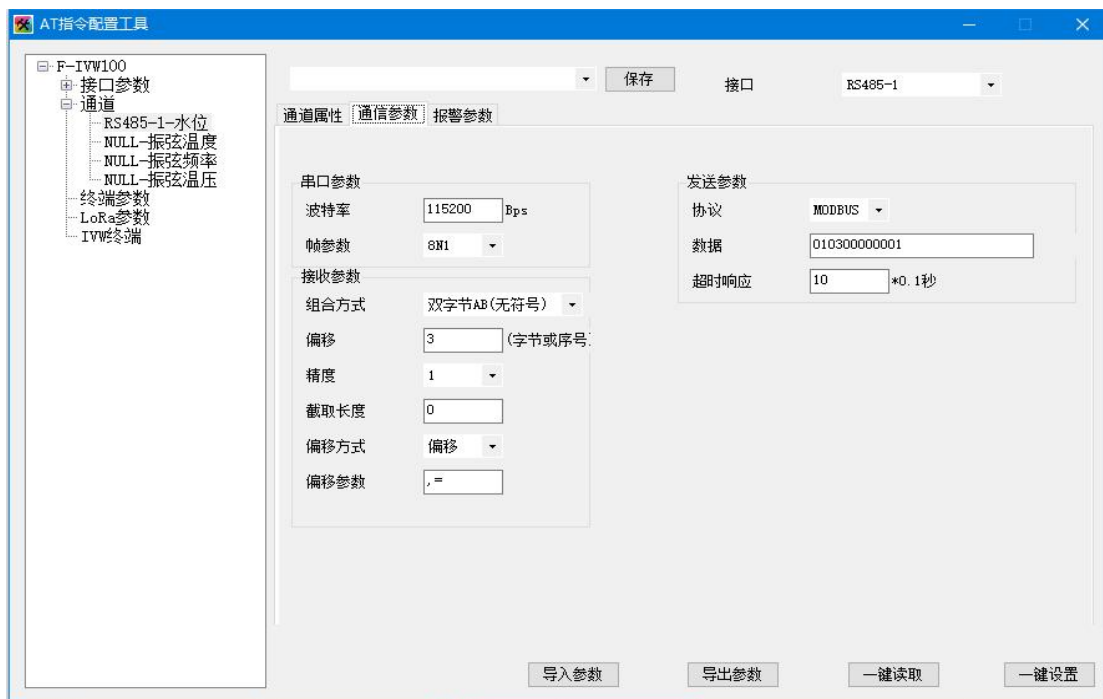 AT指令配置工具
F-IVW100
接口参数
通道
RS485-1-水位
NULL-振弦温度
NULL-振弦频率
NULL-振弦温压
终端参数
LoRa参数
IVW终端
保存 接口 RS485-1
通道属性 通信参数 报警参数
串口参数
波特率 115200 Bps
帧参数 8N1
接收参数
组合方式 双字节AB(无符号)
偏移 3 (字节或序号)
精度 1
截取长度 0
偏移方式 偏移
偏移参数 ,=
发送参数
协议 MODBUS
数据 010300000001
超时响应 10 *0.1秒
导入参数 导出参数 一键读取 一键设置